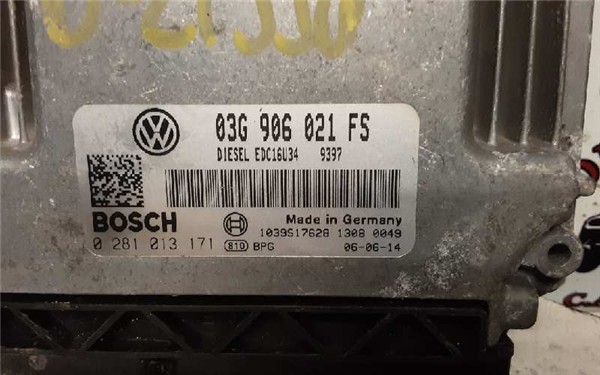 03G 906 021 FS
DIESEL EDC16U34 9397
BOSCH
Made in Germany
1039S17628 1308 0049
0 281 013 171 810 BPG 06-06-14